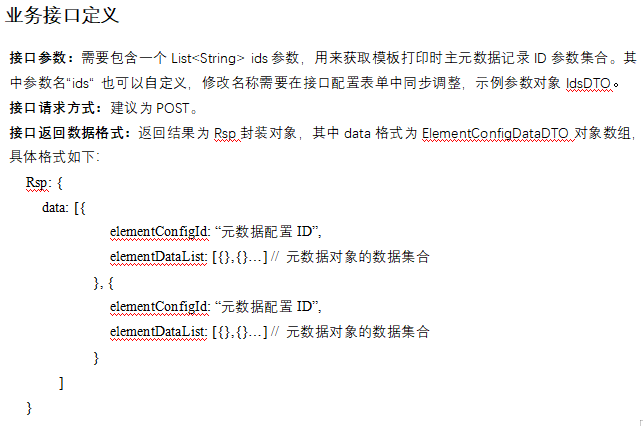 业务接口定义
接口参数：需要包含一个 List<String> ids 参数，用来获取模板打印时主元数据记录 ID 参数集合。其
中参数名“ids“ 也可以自定义，修改名称需要在接口配置表单中同步调整，示例参数对象 IdsDTO。
接口请求方式：建议为 POST。
接口返回数据格式：返回结果为 Rsp 封装对象，其中 data 格式为 ElementConfigDataDTO 对象数组，
具体格式如下：
Rsp: {
data: [{
elementConfigId: “元数据配置 ID”,
elementDataList: [{},{}…] // 元数据对象的数据集合
}, {
elementConfigId: “元数据配置 ID”,
elementDataList: [{},{}…] // 元数据对象的数据集合
}
]
}